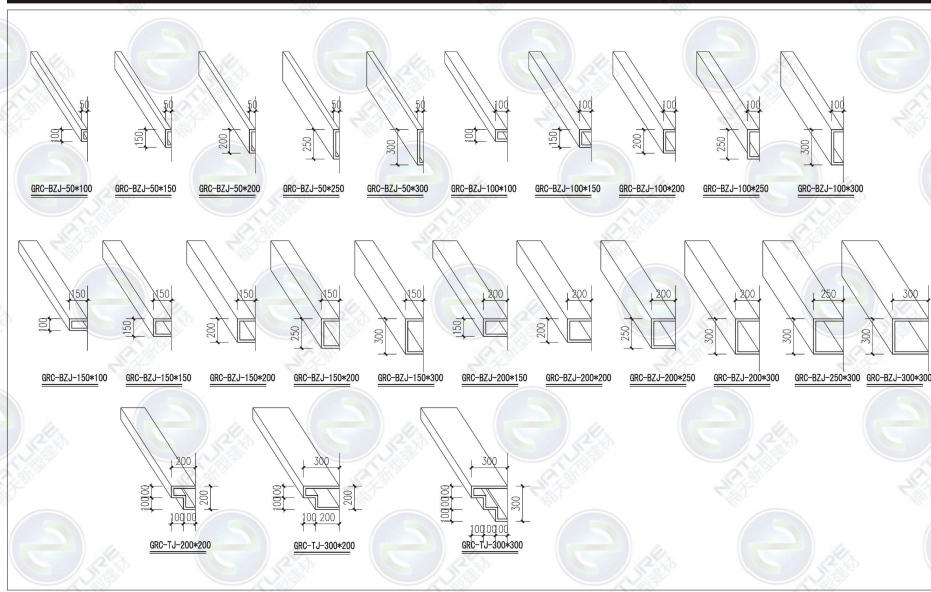 50 50 50 50 50 100 100 100 100 100
100 150 200 250 300 100 150 200 250 300
GRC-BZJ-50*100 GRC-BZJ-50*150 GRC-BZJ-50*200 GRC-BZJ-50*250 GRC-BZJ-50*300 GRC-BZJ-100*100 GRC-BZJ-100*150 GRC-BZJ-100*200 GRC-BZJ-100*250 GRC-BZJ-100*300
150 150 150 150 150 200 200 200 200 250 300
100 150 200 250 300 150 200 250 300 300 300
GRC-BZJ-150*100 GRC-BZJ-150*150 GRC-BZJ-150*200 GRC-BZJ-150*200 GRC-BZJ-150*300 GRC-BZJ-200*150 GRC-BZJ-200*200 GRC-BZJ-200*250 GRC-BZJ-200*300 GRC-BZJ-250*300 GRC-BZJ-300*300
200 300 300
100 100 200 100 100 200 100 100 100 300
100 100 100 200 100 100 100
GRC-TJ-200*200 GRC-TJ-300*200 GRC-TJ-300*300
NATURE